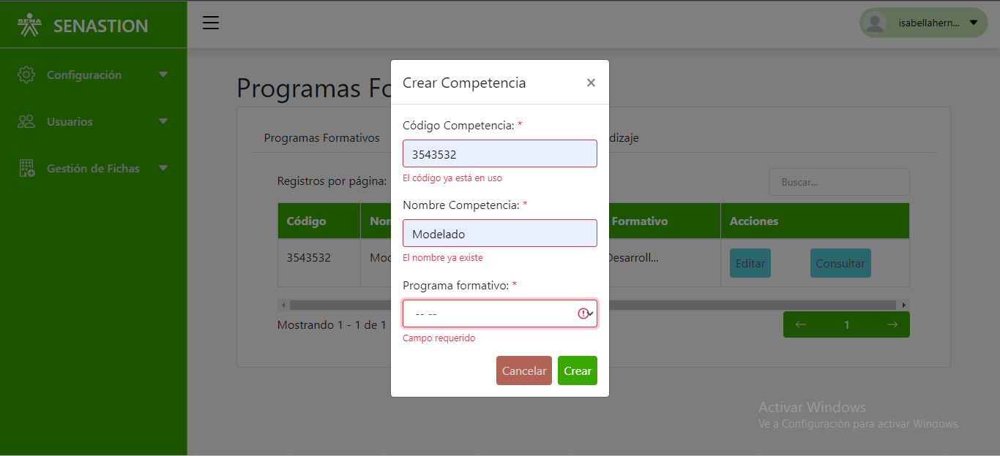 SENA
SENASTION
isabellahern...
Configuración
Usuarios
Gestión de Fichas
Programas Fo
Programas Formativos
dizaje
Registros por página:
Buscar...
Código
Nor
Formativo
Acciones
3543532
Mod
Desarroll...
Editar
Consultar
Mostrando 1 - 1 de 1
1
Crear Competencia
×
Código Competencia: *
3543532
El código ya está en uso
Nombre Competencia: *
Modelado
El nombre ya existe
Programa formativo: *
-- --
Campo requerido
Cancelar
Crear
Activar Windows
Ve a Configuración para activar Windows.